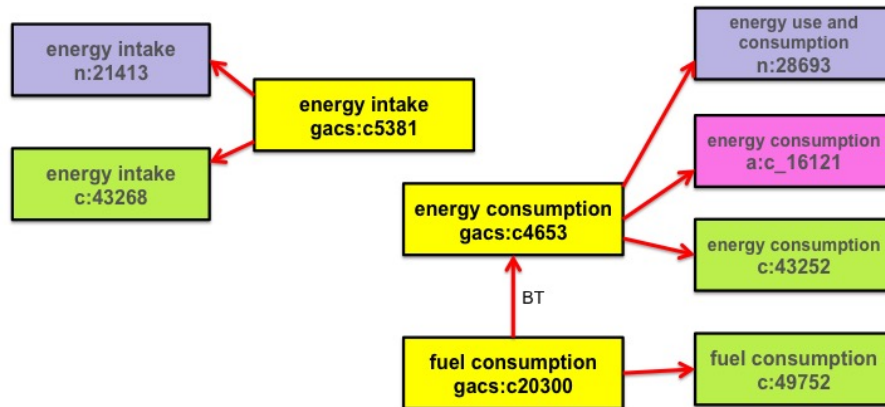 energy intake
n:21413
energy intake
gacs:c5381
energy intake
c:43268
energy use and
consumption
n:28693
energy consumption
a:c_16121
energy consumption
gacs:c4653
energy consumption
c:43252
BT
fuel consumption
gacs:c20300
fuel consumption
c:49752